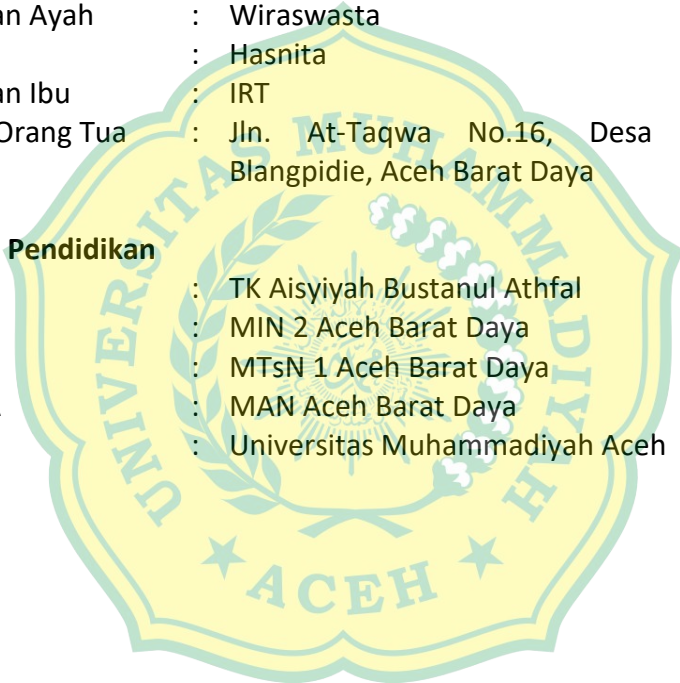 an Ayah : Wiraswasta
: Hasnita
an Ibu : IRT
Orang Tua : Jln. At-Taqwa No.16, Desa
Blangpidie, Aceh Barat Daya
Pendidikan
: TK Aisyiyah Bustanul Athfal
: MIN 2 Aceh Barat Daya
: MTsN 1 Aceh Barat Daya
: MAN Aceh Barat Daya
: Universitas Muhammadiyah Aceh
UNIVERSITAS MUHAMMADIYAH
ACEH